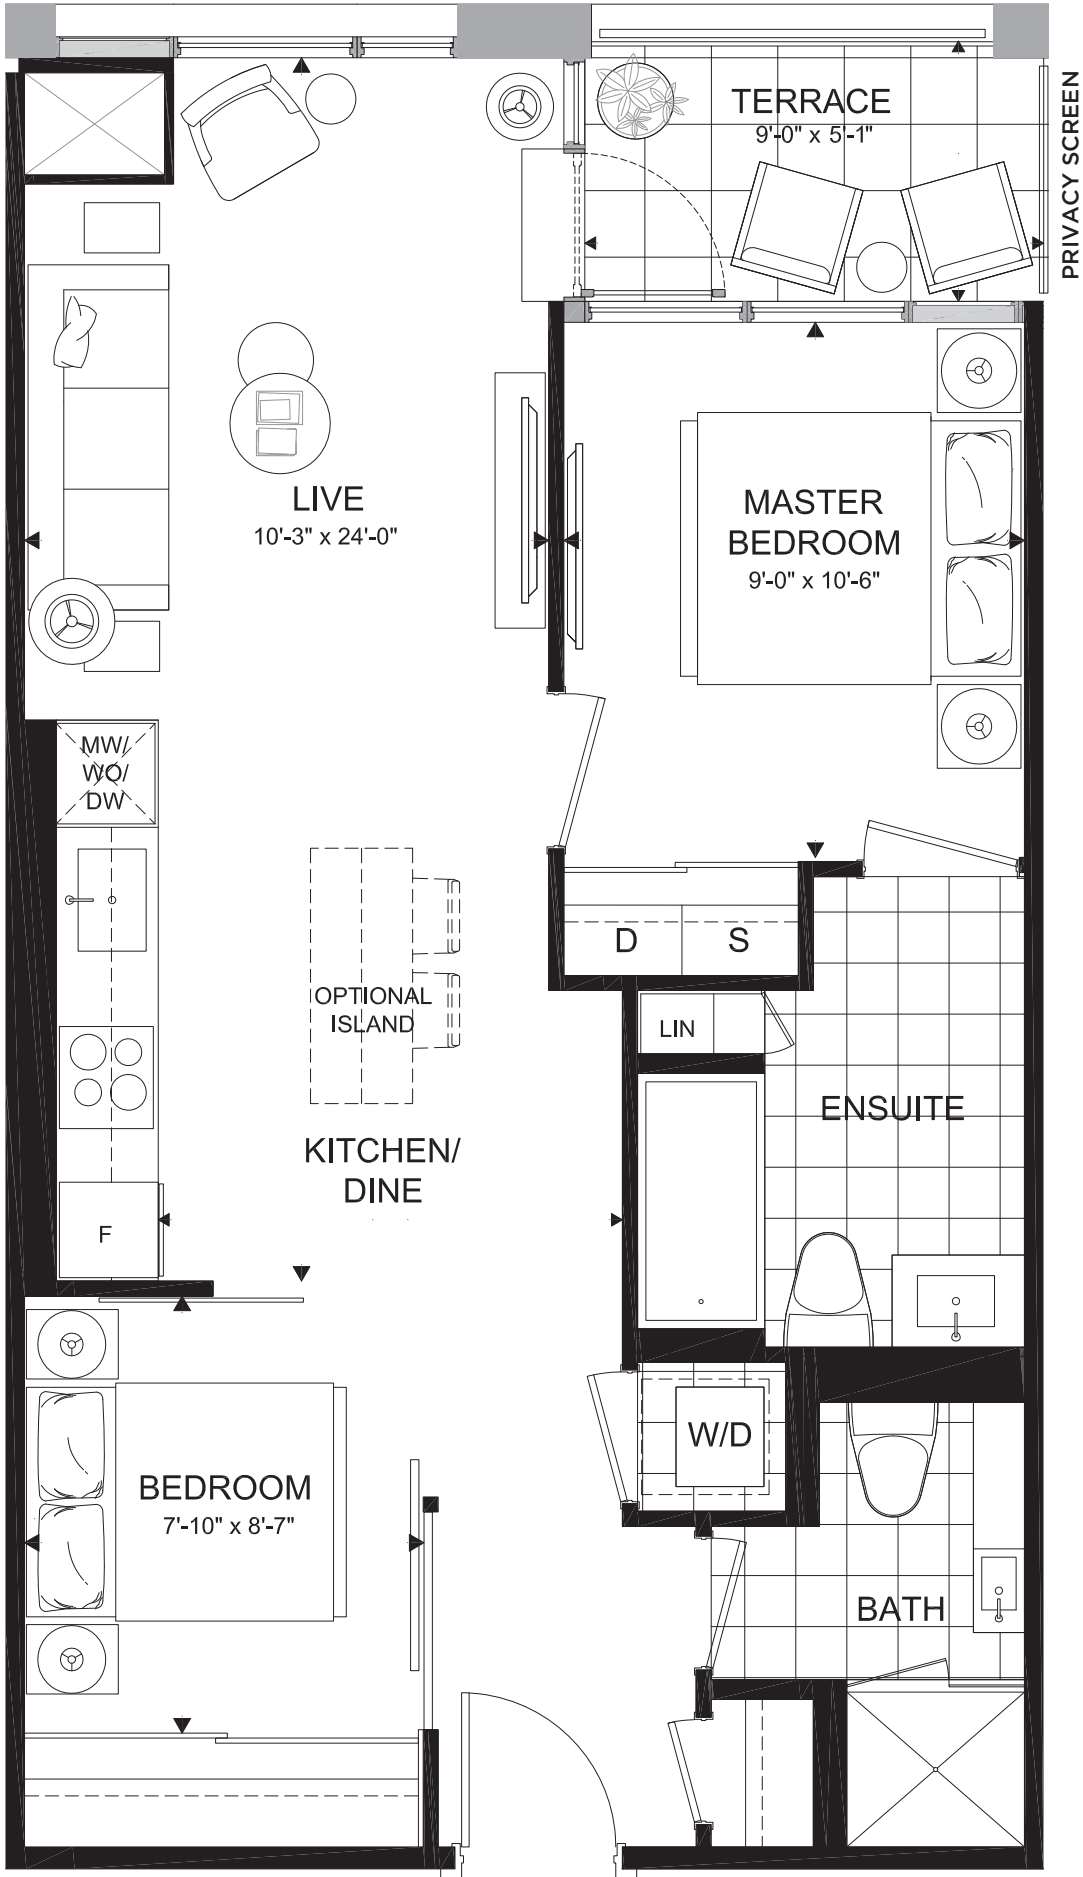 TERRACE
9'-0" x 5'-1"
PRIVACY SCREEN
LIVE
10'-3" x 24'-0"
MASTER
BEDROOM
9'-0" x 10'-6"
MW/
WO/
DW
D
S
OPTIONAL
ISLAND
LIN
ENSUITE
KITCHEN/
DINE
F
W/D
BEDROOM
7'-10" x 8'-7"
BATH